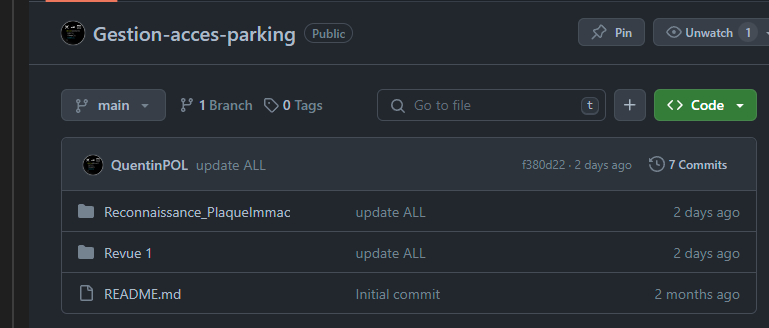 Gestion-acces-parking Public Pin Unwatch 1
main 1 Branch 0 Tags Go to file t + <> Code
QuentinPOL update ALL f380d22 · 2 days ago 7 Commits
Reconnaissance_PlaqueImmac update ALL 2 days ago
Revue 1 update ALL 2 days ago
README.md Initial commit 2 months ago